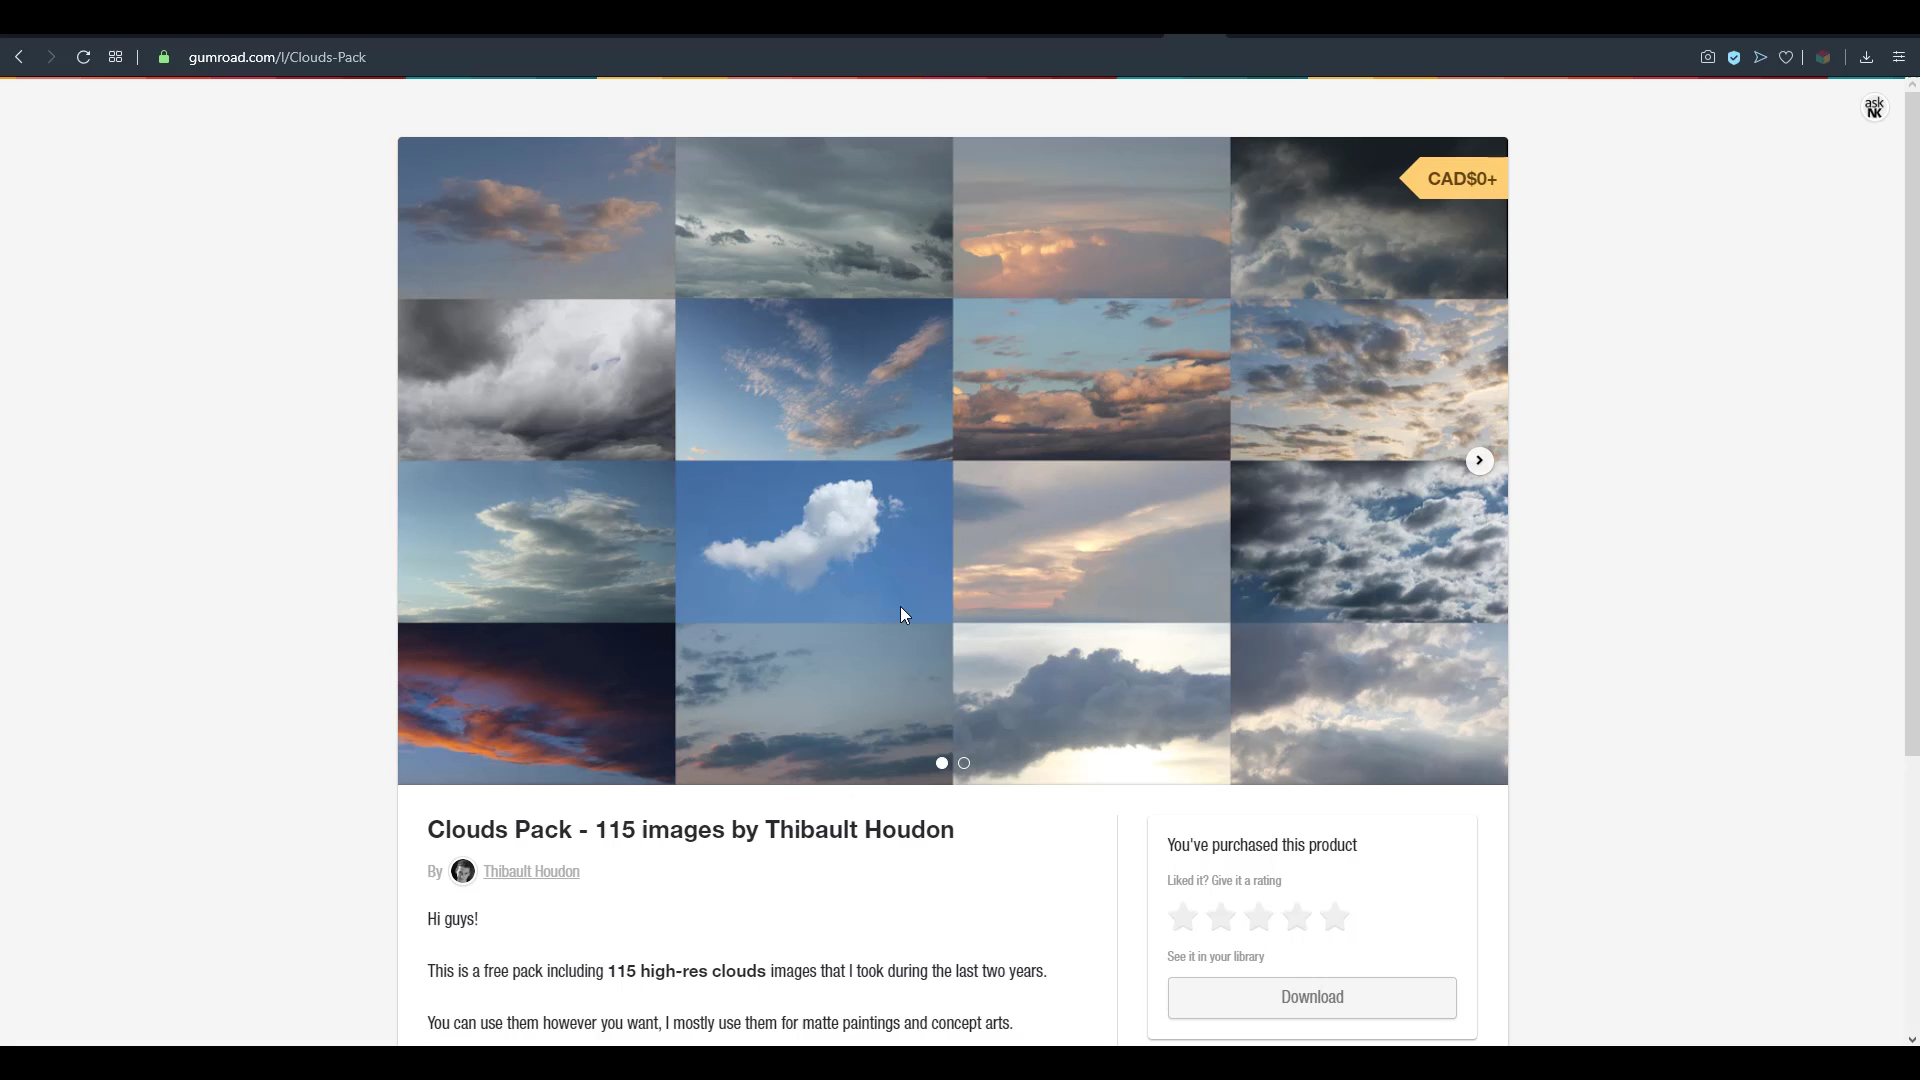 gumroad.com/l/Clouds-Pack
ask
NK
CAD$0+
Clouds Pack - 115 images by Thibault Houdon
By Thibault Houdon
Hi guys!
This is a free pack including 115 high-res clouds images that I took during the last two years.
You can use them however you want, I mostly use them for matte paintings and concept arts.
You've purchased this product
Liked it? Give it a rating
See it in your library
Download